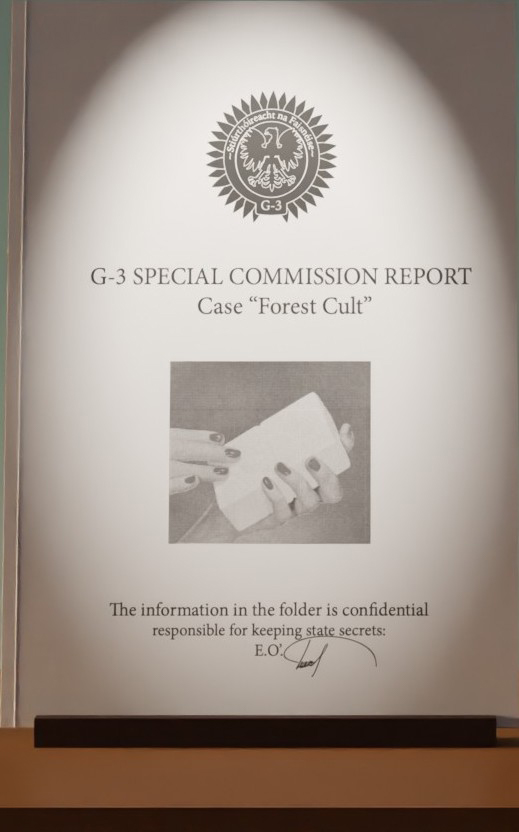 Stiúrthóireacht na Faisnéise
G-3
G-3 SPECIAL COMMISSION REPORT
Case “Forest Cult”
The information in the folder is confidential
responsible for keeping state secrets:
E.O'.